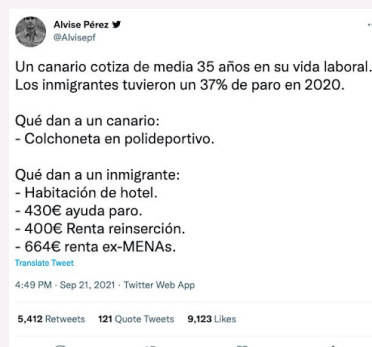 Alvise Pérez
@Alvisepf
Un canario cotiza de media 35 años en su vida laboral.
Los inmigrantes tuvieron un 37% de paro en 2020.
Qué dan a un canario:
- Colchoneta en polideportivo.
Qué dan a un inmigrante:
- Habitación de hotel.
- 430€ ayuda paro.
- 400€ Renta reinserción.
- 664€ renta ex-MENAs.
Translate Tweet
4:49 PM · Sep 21, 2021 · Twitter Web App
5,412 Retweets 121 Quote Tweets 9,123 Likes